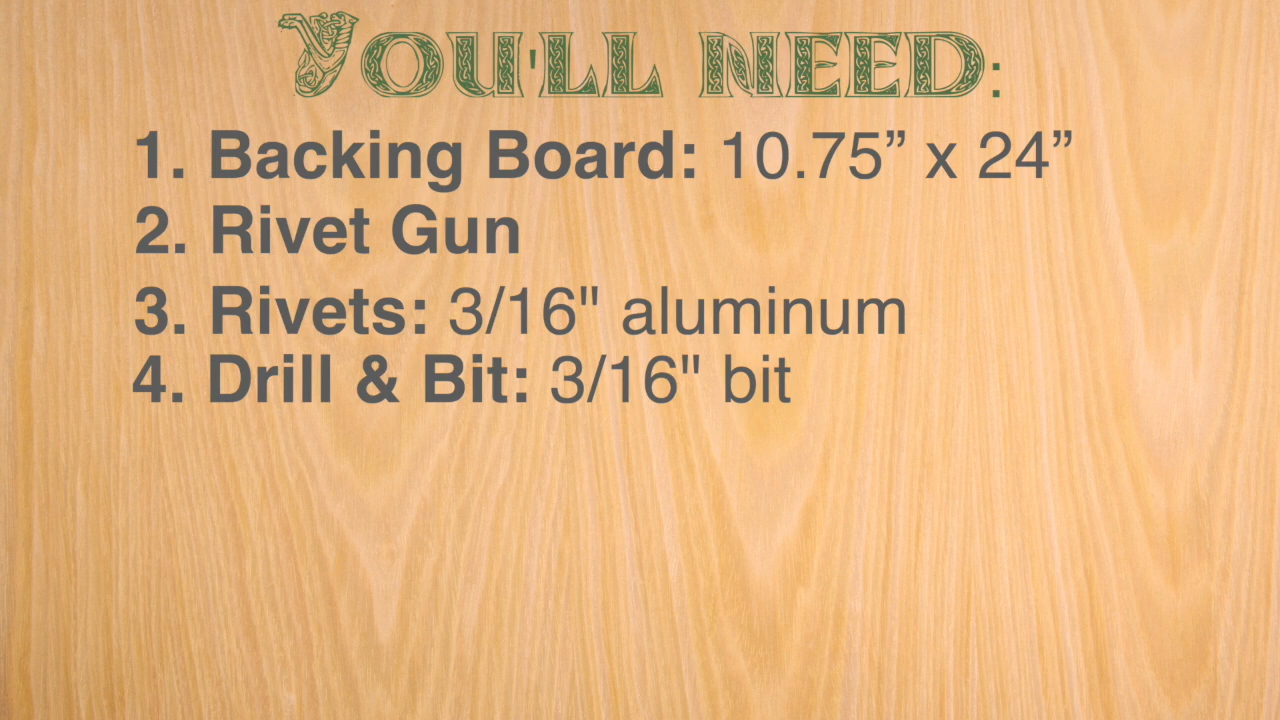 You'll need:
1. Backing Board: 10.75” x 24”
2. Rivet Gun
3. Rivets: 3/16" aluminum
4. Drill & Bit: 3/16" bit